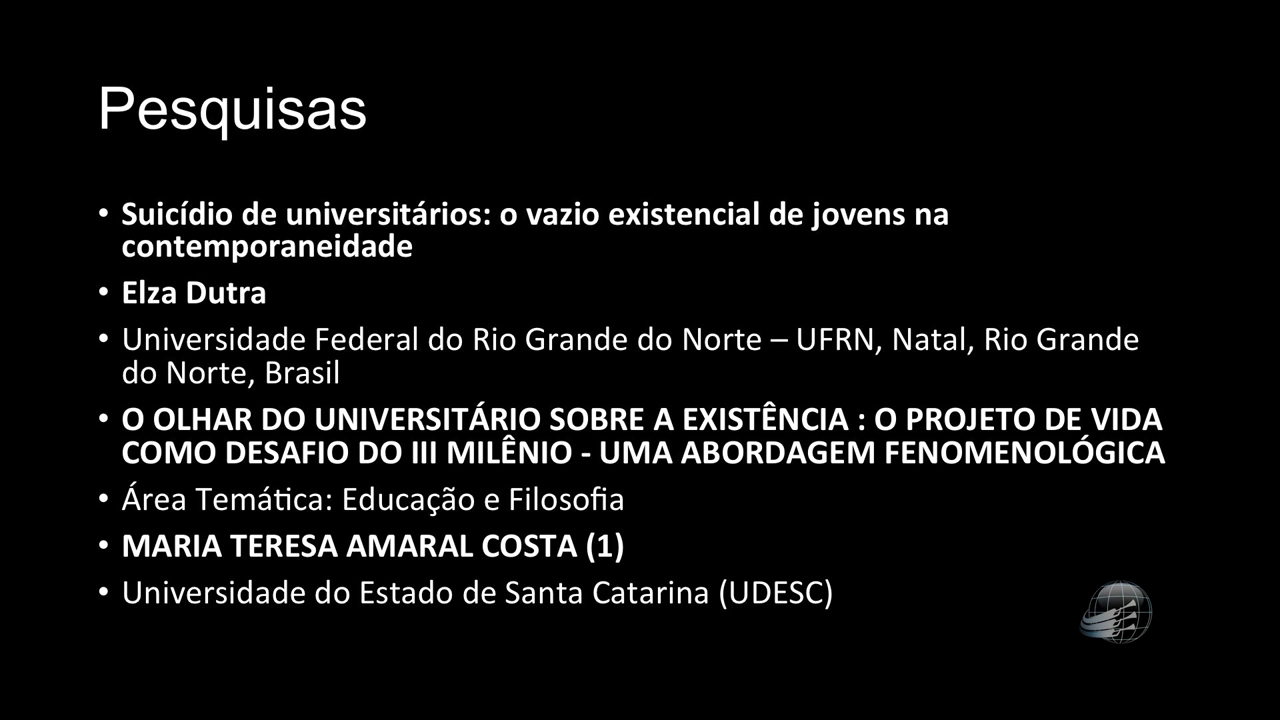 Pesquisas
• Suicídio de universitários: o vazio existencial de jovens na
contemporaneidade
• Elza Dutra
• Universidade Federal do Rio Grande do Norte – UFRN, Natal, Rio Grande
do Norte, Brasil
• O OLHAR DO UNIVERSITÁRIO SOBRE A EXISTÊNCIA : O PROJETO DE VIDA
COMO DESAFIO DO III MILÊNIO - UMA ABORDAGEM FENOMENOLÓGICA
• Área Temática: Educação e Filosofia
• MARIA TERESA AMARAL COSTA (1)
• Universidade do Estado de Santa Catarina (UDESC)